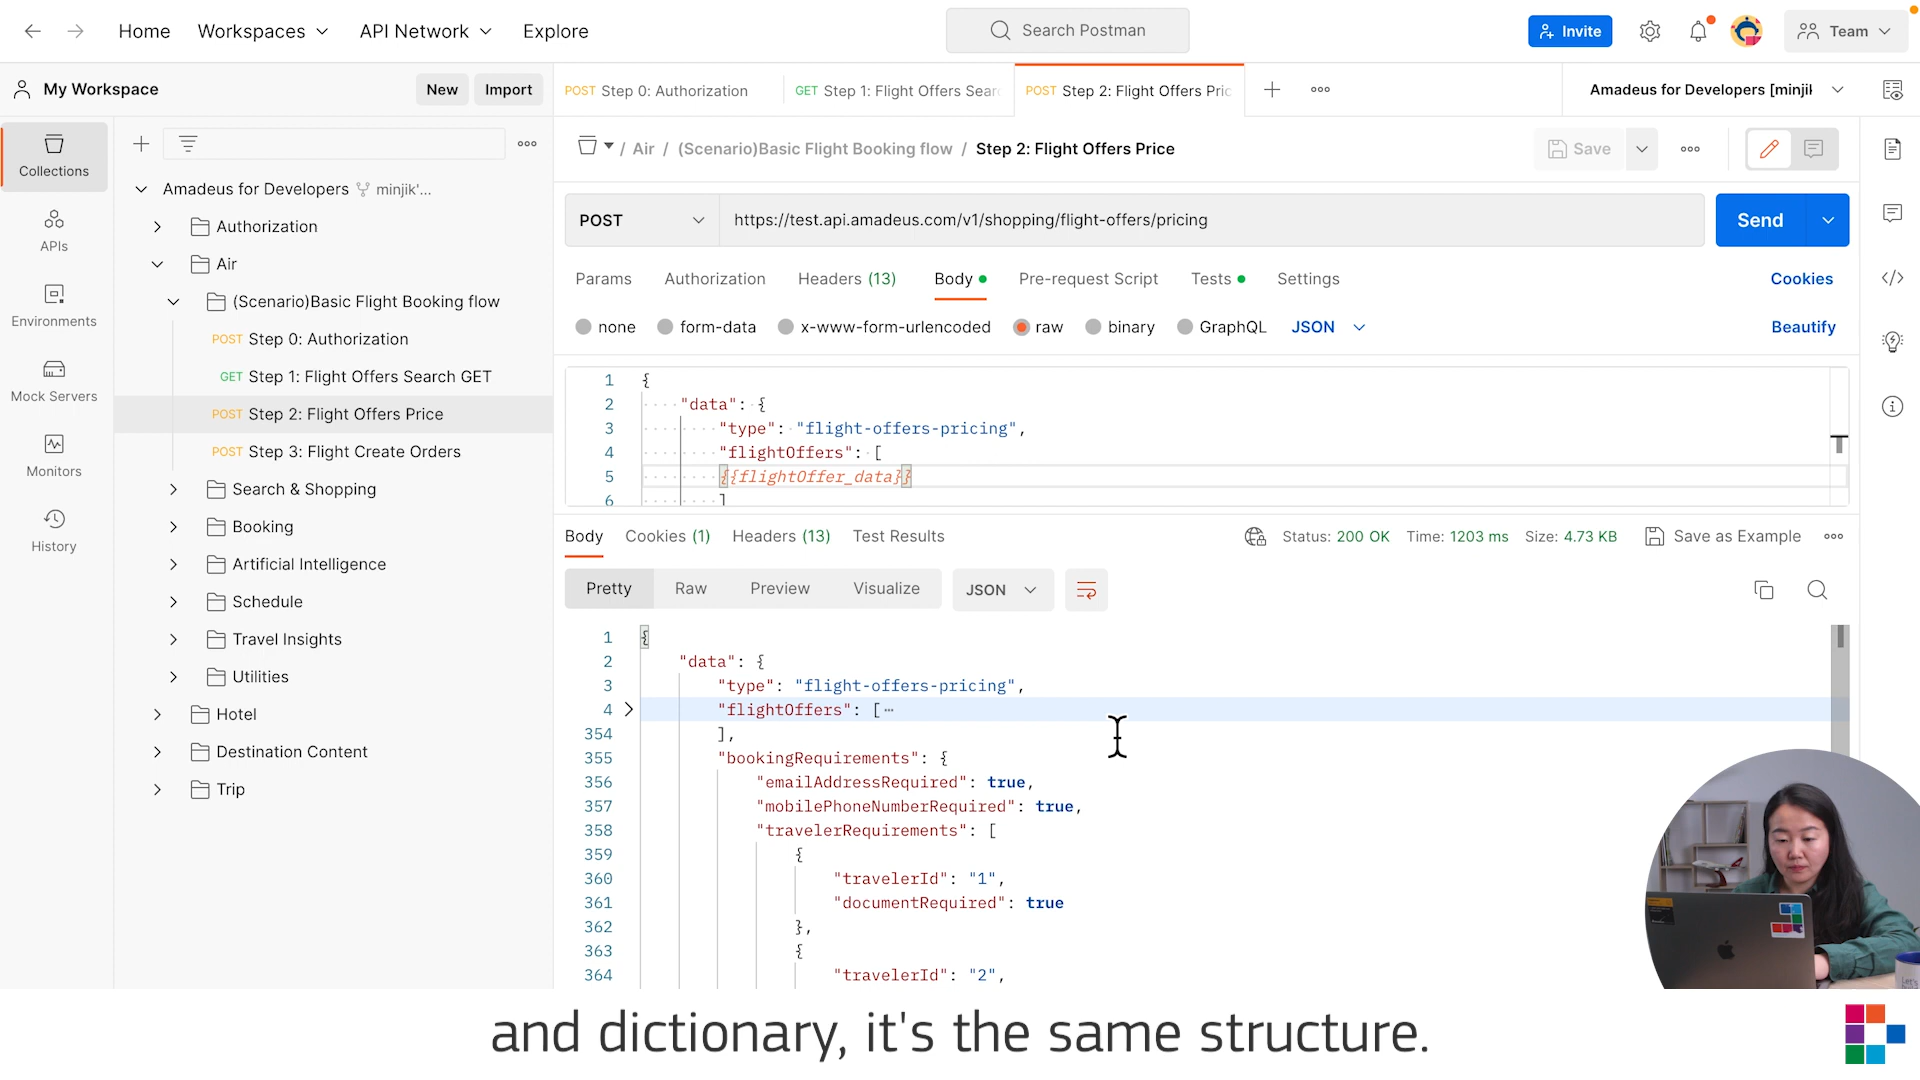 Home Workspaces API Network Explore Search Postman Invite Team
My Workspace New Import
POST Step 0: Authorization GET Step 1: Flight Offers Sear POST Step 2: Flight Offers Pric Amadeus for Developers [minjik
Collections
APIs
Environments
Mock Servers
Monitors
History
Amadeus for Developers minjik'...
Authorization
Air
(Scenario)Basic Flight Booking flow
POST Step 0: Authorization
GET Step 1: Flight Offers Search GET
POST Step 2: Flight Offers Price
POST Step 3: Flight Create Orders
Search & Shopping
Booking
Artificial Intelligence
Schedule
Travel Insights
Utilities
Hotel
Destination Content
Trip
/ Air / (Scenario)Basic Flight Booking flow / Step 2: Flight Offers Price Save
POST https://test.api.amadeus.com/v1/shopping/flight-offers/pricing Send
Params Authorization Headers (13) Body Pre-request Script Tests Settings Cookies
none form-data x-www-form-urlencoded raw binary GraphQL JSON Beautify
1 {
2 "data": {
3 "type": "flight-offers-pricing",
4 "flightOffers": [
5 {{flightOffer_data}}
6 ]
Body Cookies (1) Headers (13) Test Results Status: 200 OK Time: 1203 ms Size: 4.73 KB Save as Example
Pretty Raw Preview Visualize JSON
1 {
2 "data": {
3 "type": "flight-offers-pricing",
4 "flightOffers": [⋯
354 ],
355 "bookingRequirements": {
356 "emailAddressRequired": true,
357 "mobilePhoneNumberRequired": true,
358 "travelerRequirements": [
359 {
360 "travelerId": "1",
361 "documentRequired": true
362 },
363 {
364 "travelerId": "2",
and dictionary, it's the same structure.